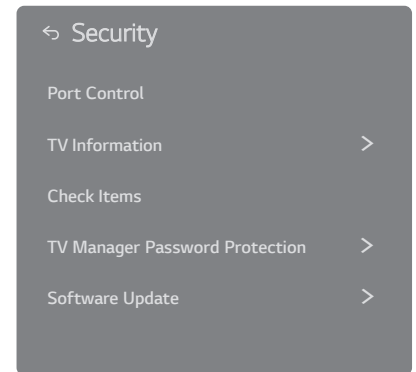 Security
Port Control
TV Information
Check Items
TV Manager Password Protection
Software Update